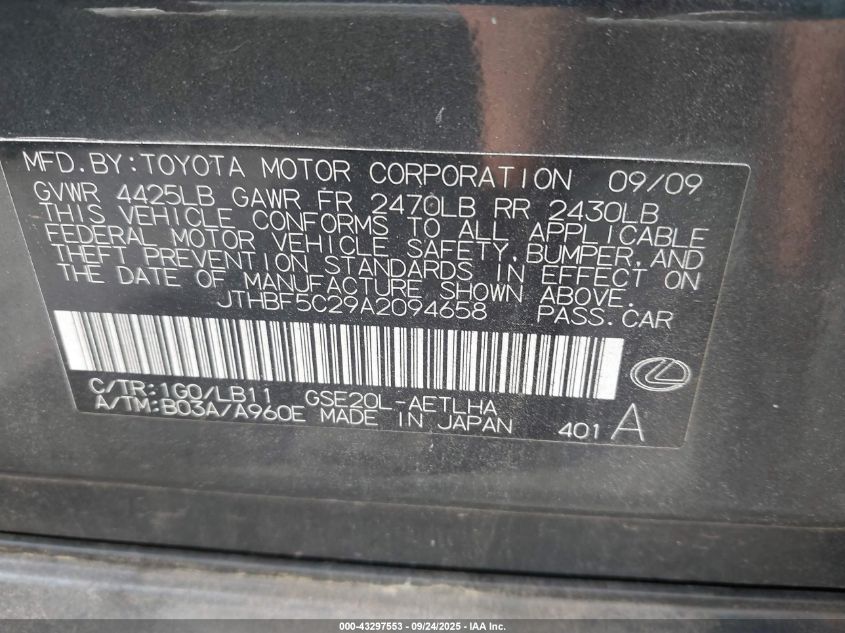 MFD.BY:TOYOTA MOTOR CORPORATION 09/09
GVWR 4425LB GAWR FR 2470LB RR 2430LB
THIS VEHICLE CONFORMS TO ALL APPLICABLE
FEDERAL MOTOR VEHICLE SAFETY, BUMPER, AND
THEFT PREVENTION STANDARDS IN EFFECT ON
THE DATE OF MANUFACTURE SHOWN ABOVE.
JTHBF5C29A2094658 PASS.CAR
C/TR:1G0/LB11 GSE20L-AETLHA
A/TM:B03A/A960E MADE IN JAPAN 401 A
000-43297553 - 09/24/2025 - IAA Inc.